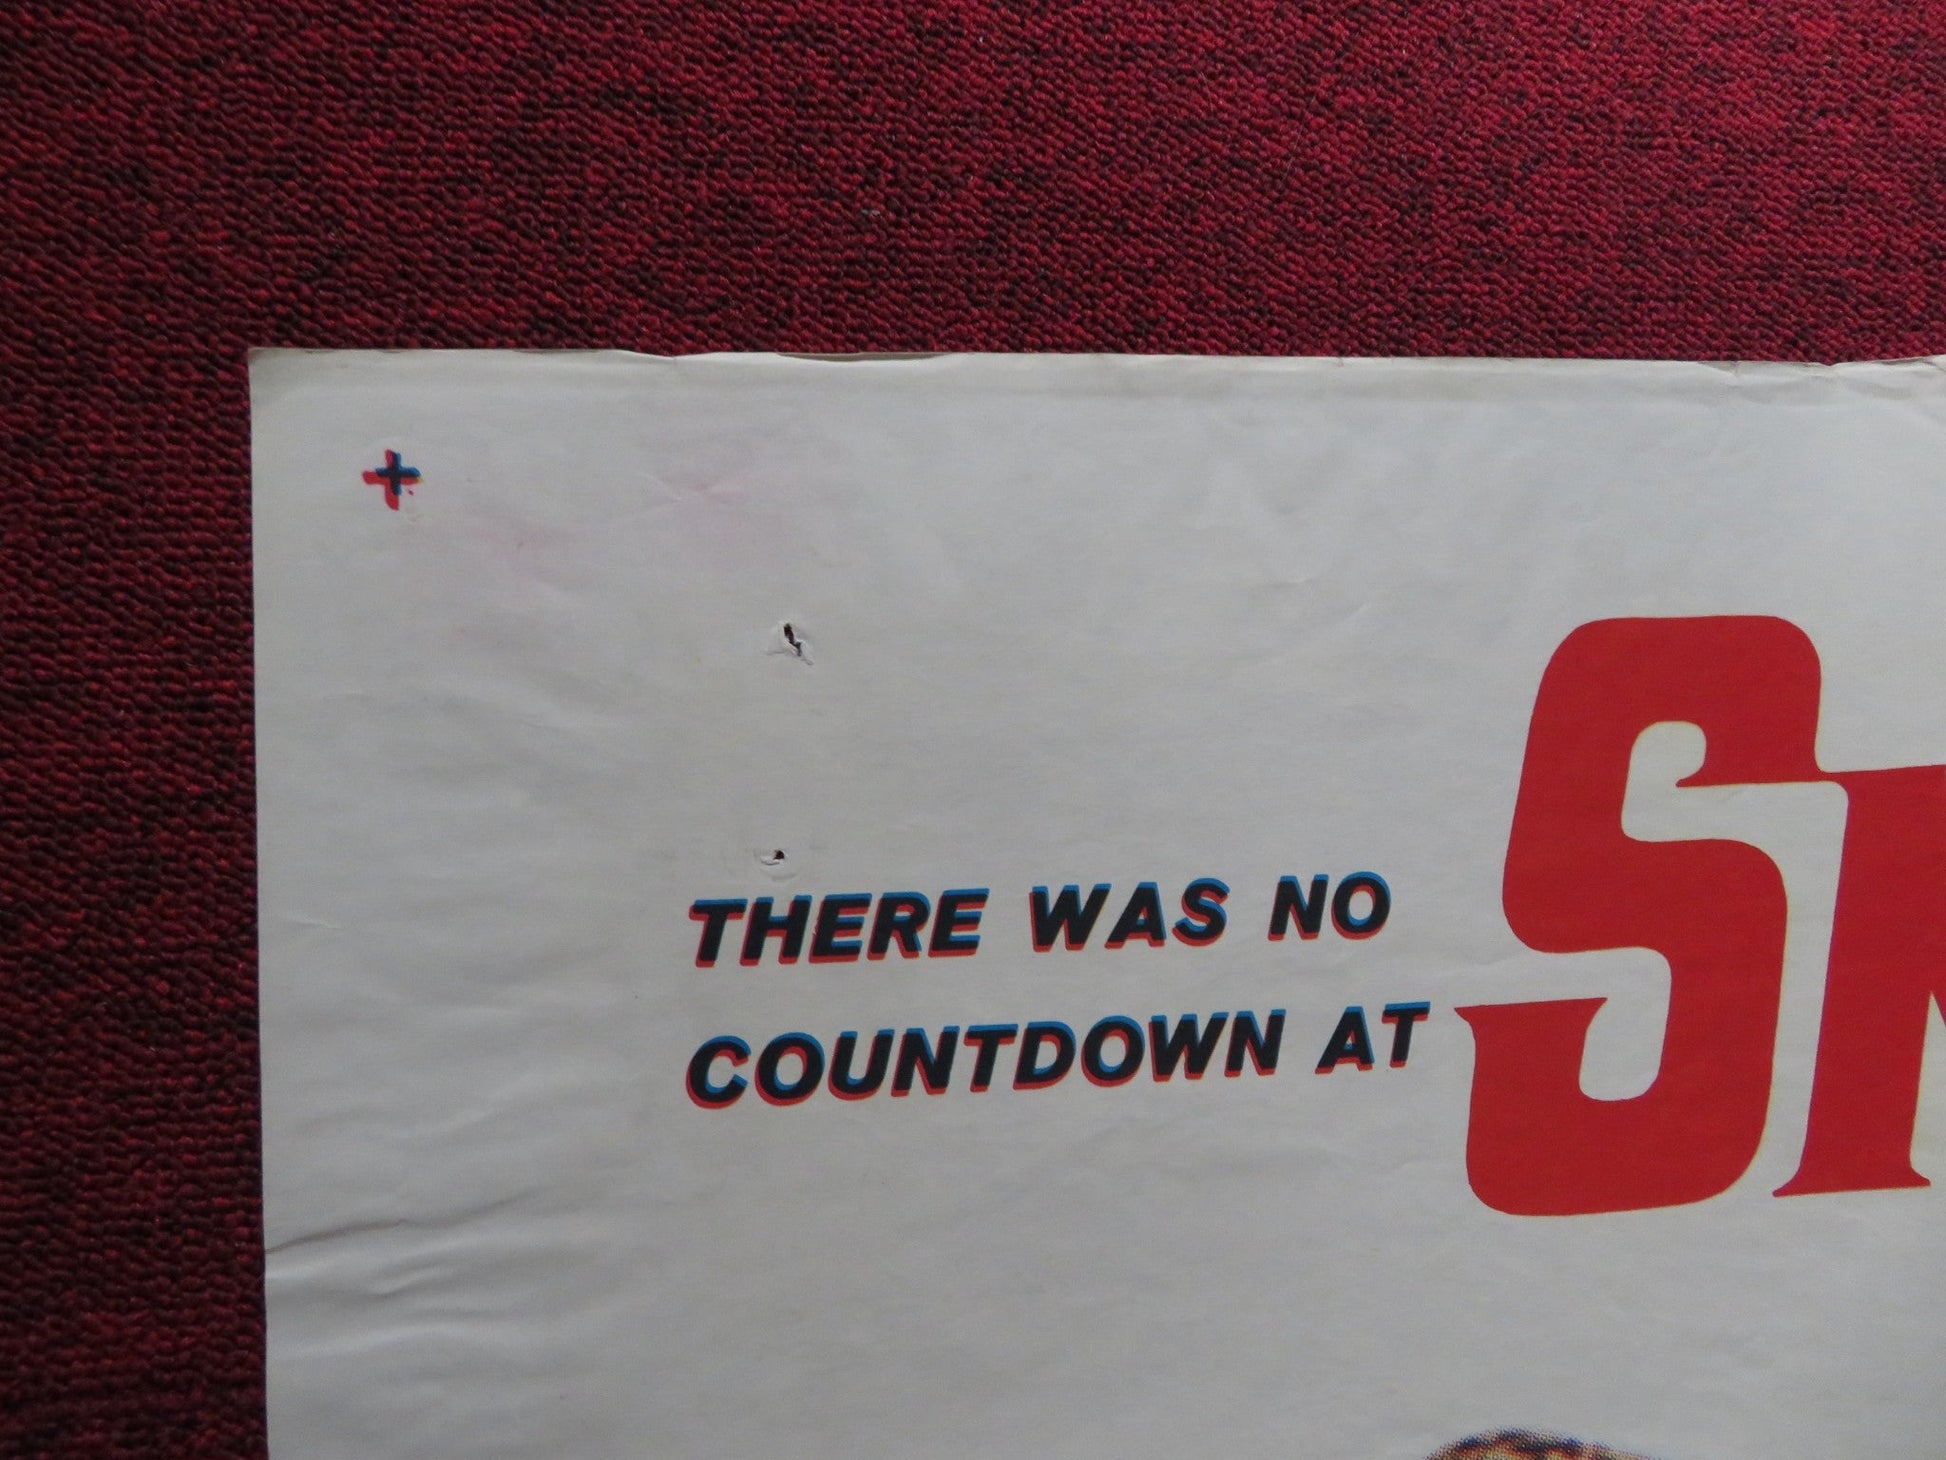 THERE WAS NO
COUNTDOWN AT
S